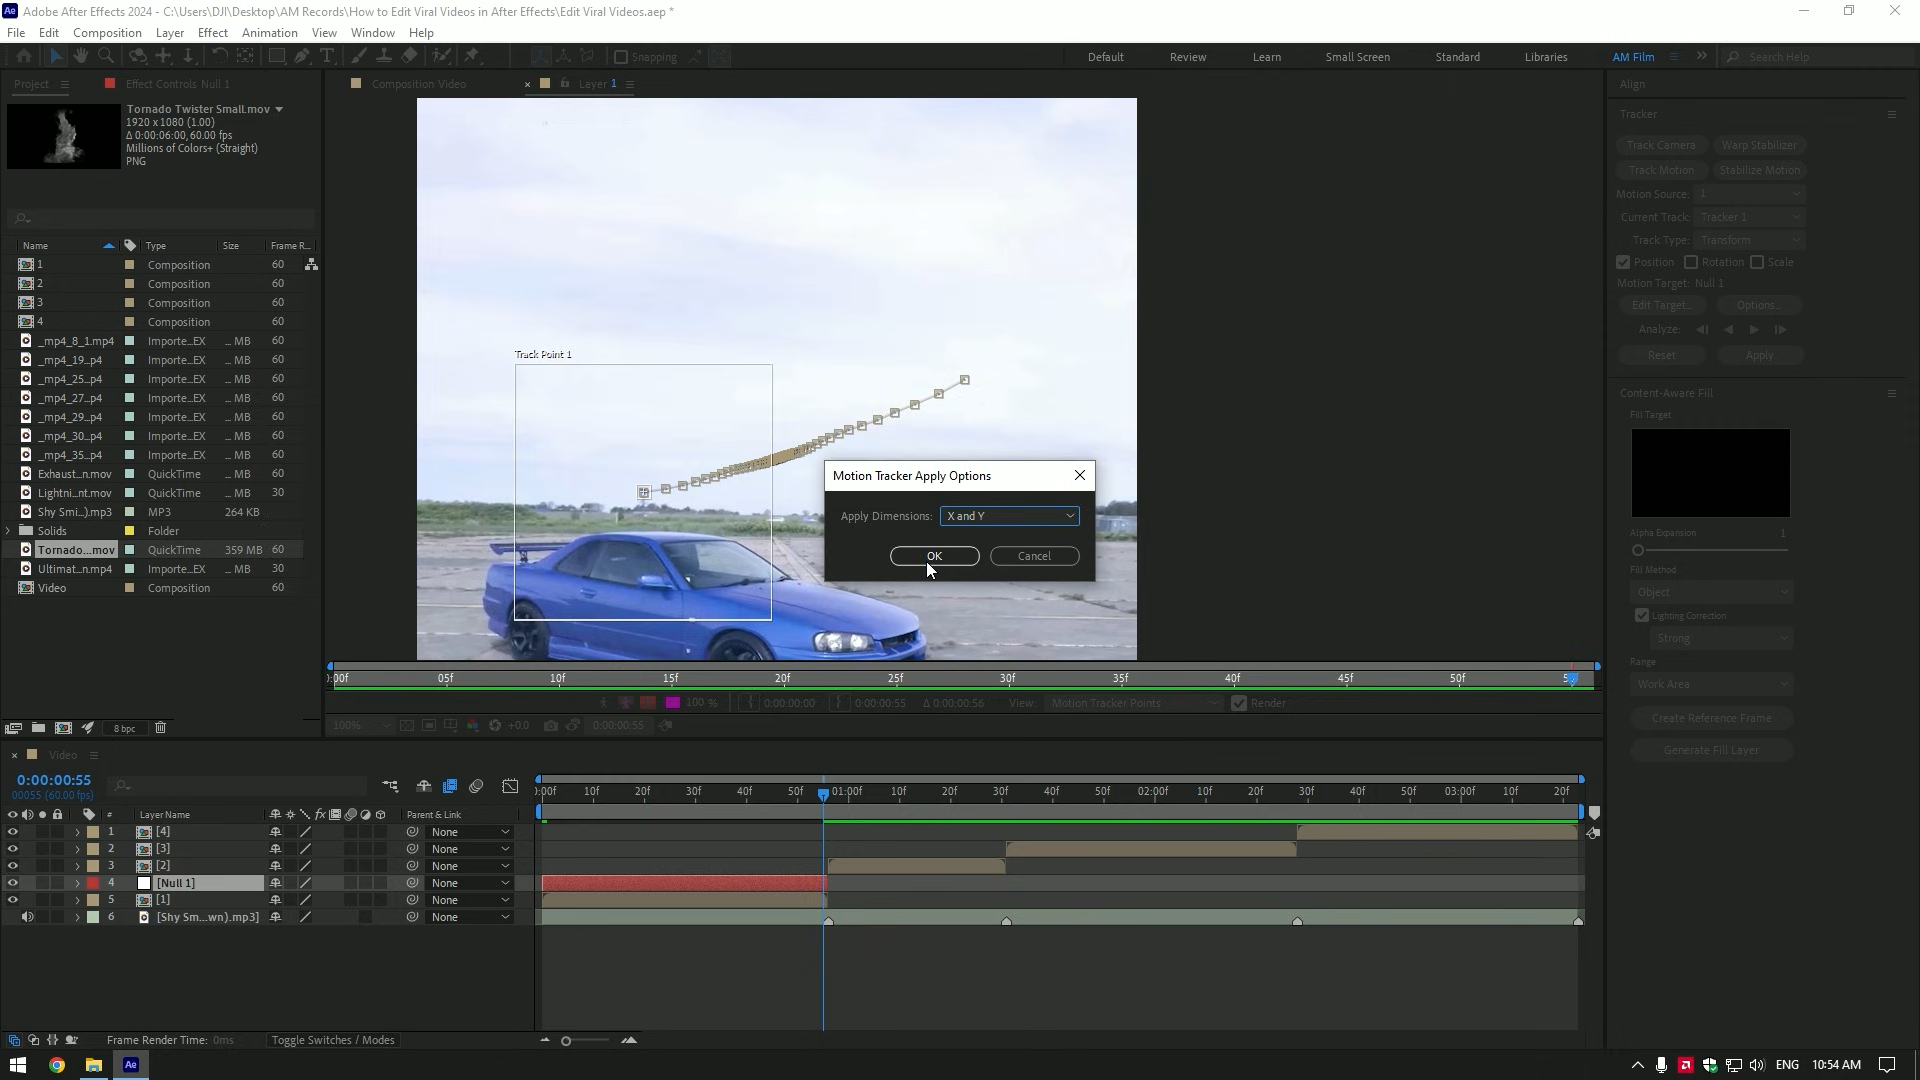 Ae Adobe After Effects 2024 - C:\Users\DJI\Desktop\AM Records\How to Edit Viral Videos in After Effects\Edit Viral Videos.aep *
File Edit Composition Layer Effect Animation View Window Help
Snapping Default Review Learn Small Screen Standard Libraries AM Film Search Help
Project Effect Controls Null 1 Composition Video Layer 1 Align
Tornado Twister Small.mov
1920 x 1080 (1.00)
Δ 0:00:06:00, 60.00 fps
Millions of Colors+ (Straight)
PNG
Tracker
Track Camera Warp Stabilizer
Track Motion Stabilize Motion
Motion Source: 1
Current Track: Tracker 1
Track Type: Transform
Position Rotation Scale
Motion Target: Null 1
Edit Target... Options...
Analyze:
Reset Apply
Content-Aware Fill
Fill Target
Alpha Expansion 1
Fill Method
Object
Lighting Correction
Strong
Range
Work Area
Create Reference Frame
Generate Fill Layer
Name Type Size Frame R...
1 Composition 60
2 Composition 60
3 Composition 60
4 Composition 60
_mp4_8_1.mp4 Importe...EX ... MB 60
_mp4_19...p4 Importe...EX ... MB 60
_mp4_25...p4 Importe...EX ... MB 60
_mp4_27...p4 Importe...EX ... MB 60
_mp4_29...p4 Importe...EX ... MB 60
_mp4_30...p4 Importe...EX ... MB 60
_mp4_35...p4 Importe...EX ... MB 60
Exhaust...n.mov QuickTime ... MB 60
Lightni...nt.mov QuickTime ... MB 30
Shy Smi...).mp3 MP3 264 KB
Solids Folder
Tornado...mov QuickTime 359 MB 60
Ultimat...n.mp4 Importe...EX ... MB 30
Video Composition 60
8 bpc
Track Point 1
Motion Tracker Apply Options
Apply Dimensions: X and Y
OK Cancel
):00f 05f 10f 15f 20f 25f 30f 35f 40f 45f 50f
100 % 0:00:00:00 0:00:00:55 Δ 0:00:00:56 View: Motion Tracker Points Render
100% +0.0 0:00:00:55
Video
0:00:00:55
00055 (60.00 fps)
):00f 10f 20f 30f 40f 50f 01:00f 10f 20f 30f 40f 50f 02:00f 10f 20f 30f 40f 50f 03:00f 10f 20f
# Layer Name fx Parent & Link
1 [4] None
2 [3] None
3 [2] None
4 [Null 1] None
5 [1] None
6 [Shy Sm...wn).mp3] None
Frame Render Time: 0ms Toggle Switches / Modes
Ae ENG 10:54 AM